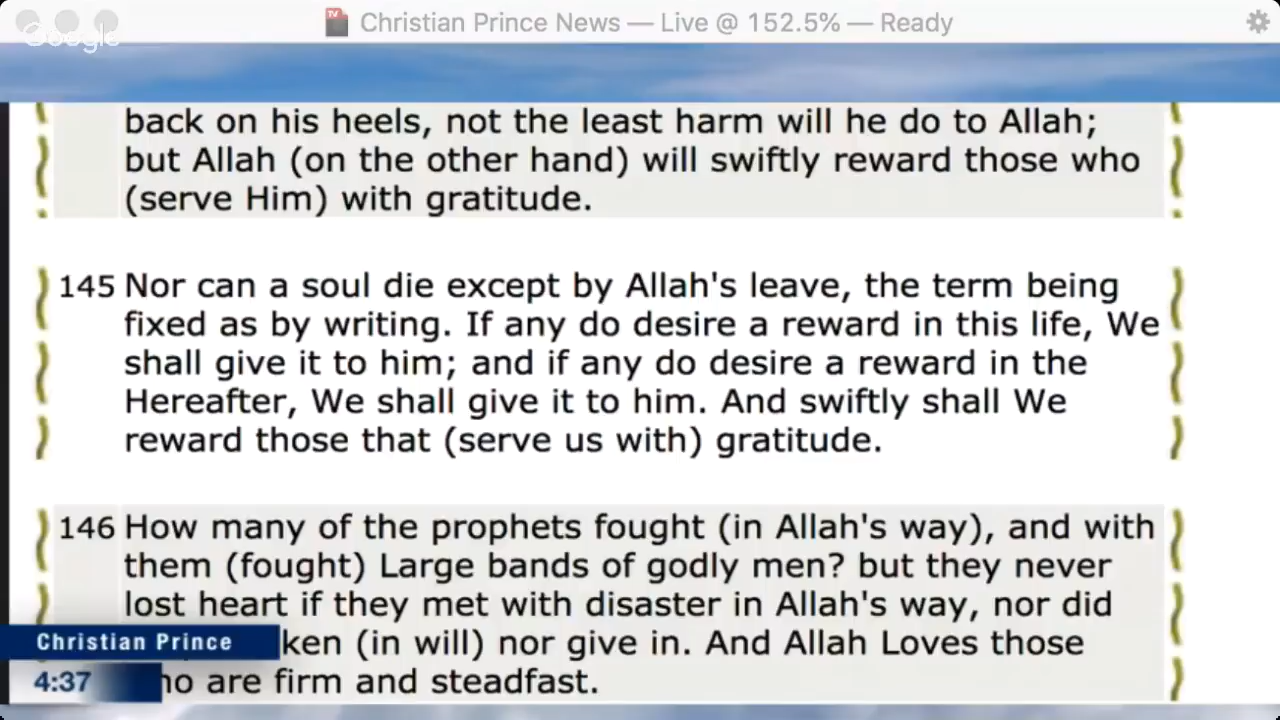 Christian Prince News — Live @ 152.5% — Ready
Google
TV
back on his heels, not the least harm will he do to Allah;
but Allah (on the other hand) will swiftly reward those who
(serve Him) with gratitude.
145 Nor can a soul die except by Allah's leave, the term being
fixed as by writing. If any do desire a reward in this life, We
shall give it to him; and if any do desire a reward in the
Hereafter, We shall give it to him. And swiftly shall We
reward those that (serve us with) gratitude.
146 How many of the prophets fought (in Allah's way), and with
them (fought) Large bands of godly men? but they never
lost heart if they met with disaster in Allah's way, nor did
(in will) nor give in. And Allah Loves those
are firm and steadfast.
Christian Prince
4:37